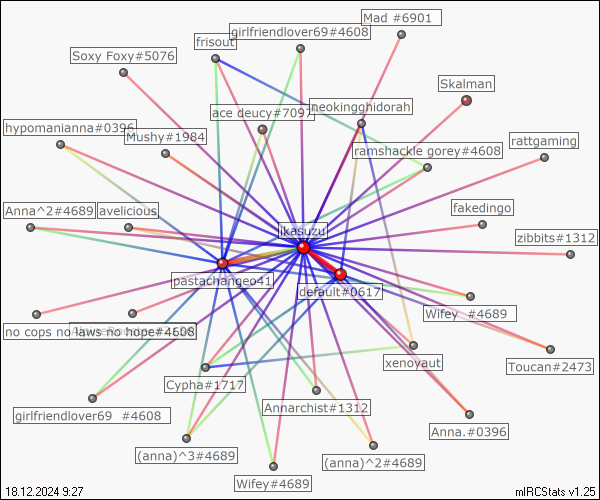 Mad #6901
girlfriendlover69#4608
frisout
Soxy Foxy#5076
Skalman
neokingghidorah
ace deucy#7097
hypomanianna#0396
Mushy#1984
rattgaming
ramshackle gorey#4608
Anna^2#4689
avelicious
fakedingo
ikasuzu
zibbits#1312
pastachangeo41
default#0617
Wifey #4689
no cops no laws no hope#4608
xenoyaut
Toucan#2473
Cypha#1717
girlfriendlover69 #4608
Annarchist#1312
Anna.#0396
(anna)^3#4689
(anna)^2#4689
Wifey#4689
18.12.2024 9:27
mIRCStats v1.25